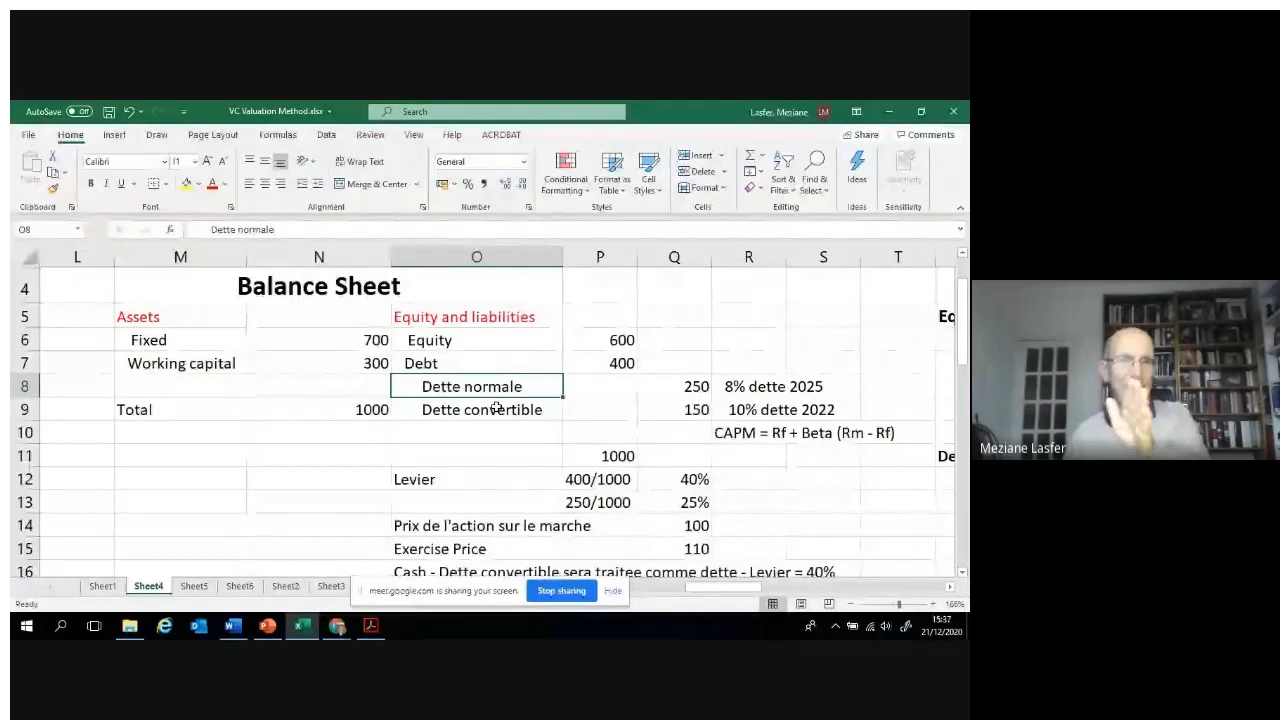 AutoSave Off VC Valuation Method.xlsx Search Lasfer, Meziane LM
File Home Insert Draw Page Layout Formulas Data Review View Help ACROBAT Share Comments
Calibri 11 A A Wrap Text General Insert Σ
Paste B I U Merge & Center % Conditional Formatting Format as Table Cell Styles Delete Format Sort & Filter Find & Select Ideas Sensitivity
Clipboard Font Alignment Number Styles Cells Editing Ideas Sensitivity
O8 fx Dette normale
L M N O P Q R S T
4 Balance Sheet
5 Assets Equity and liabilities Eq
6 Fixed 700 Equity 600
7 Working capital 300 Debt 400
8 Dette normale 250 8% dette 2025
9 Total 1000 Dette convertible 150 10% dette 2022
10 CAPM = Rf + Beta (Rm - Rf)
11 1000 De
12 Levier 400/1000 40%
13 250/1000 25%
14 Prix de l'action sur le marche 100
15 Exercise Price 110
16 Cash - Dette convertible sera traitee comme dette - Levier = 40%
Sheet1 Sheet4 Sheet5 Sheet6 Sheet2 Sheet3
meet.google.com is sharing your screen Stop sharing Hide
Ready 166%
15:37
21/12/2020
Meziane Lasfer